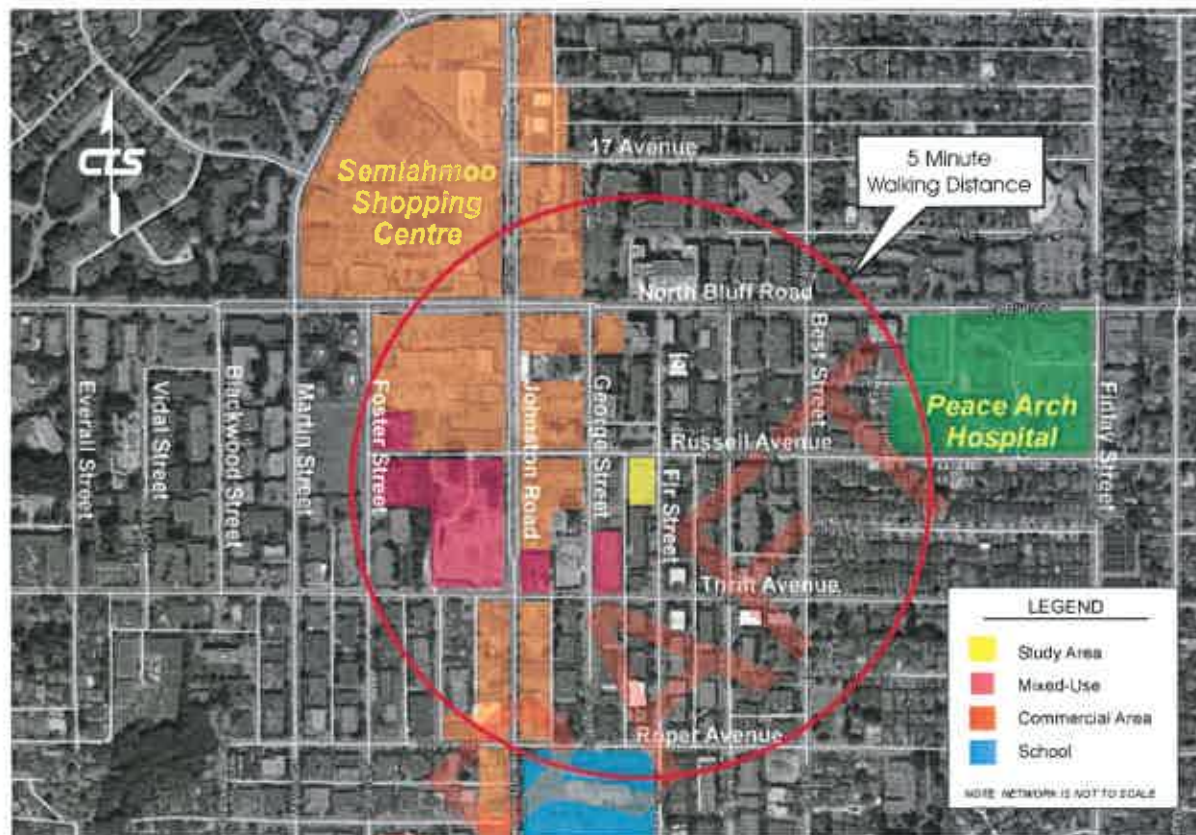 CTS
17 Avenue
5 Minute
Walking Distance
Semiahmoo
Shopping
Centre
North Bluff Road
Everall Street
Vidal Street
Blackwood Street
Martin Street
Foster Street
Johnston Road
George Street
Fir Street
Best Street
Finlay Street
Russell Avenue
Peace Arch
Hospital
Thrift Avenue
Roper Avenue
DRAFT
LEGEND
Study Area
Mixed-Use
Commercial Area
School
NOTE: NETWORK IS NOT TO SCALE